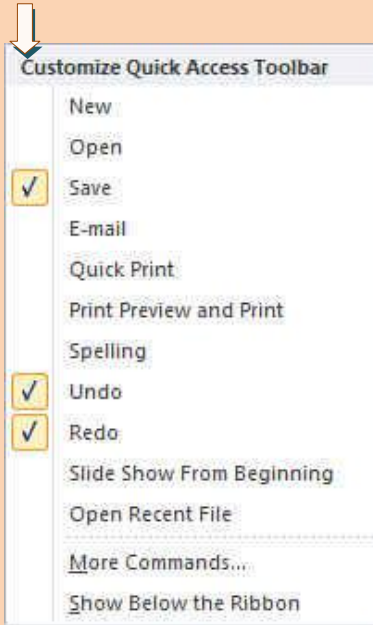 Customize Quick Access Toolbar
New
Open
Save
E-mail
Quick Print
Print Preview and Print
Spelling
Undo
Redo
Slide Show From Beginning
Open Recent File
More Commands...
Show Below the Ribbon